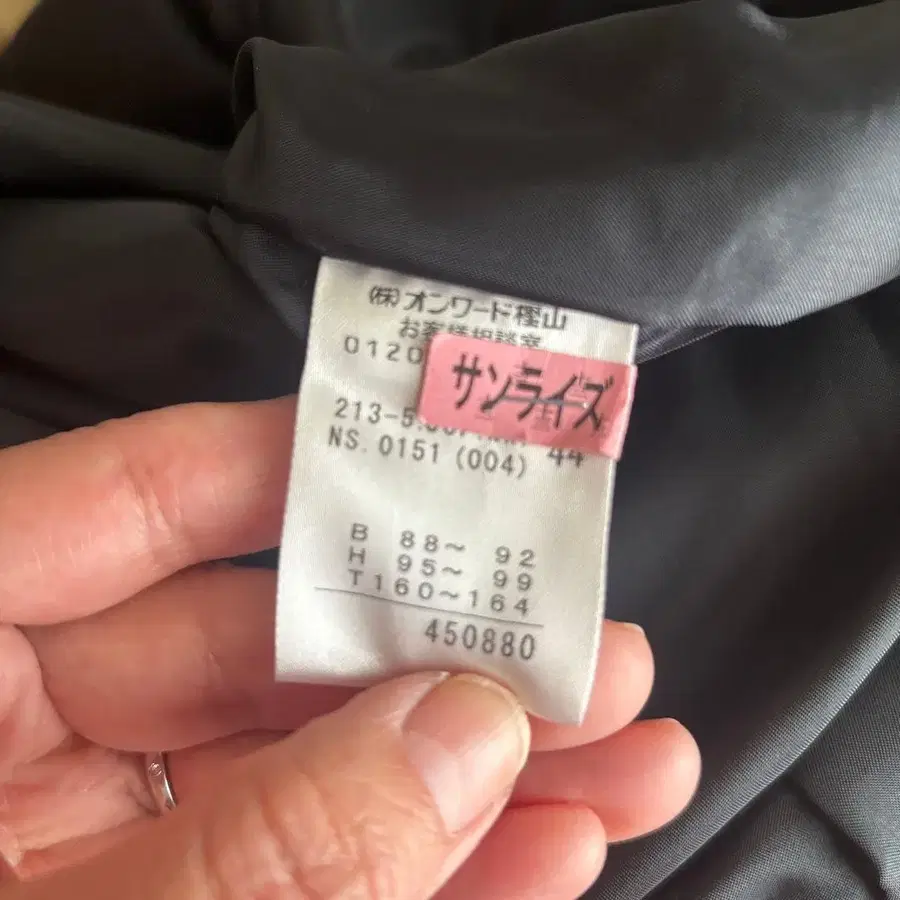 (株)オンワード樫山
お客様相談室
0120
サンライズ
213-5
44
NS. 0151 (004)
B 88～ 92
H 95～ 99
T160～164
450880